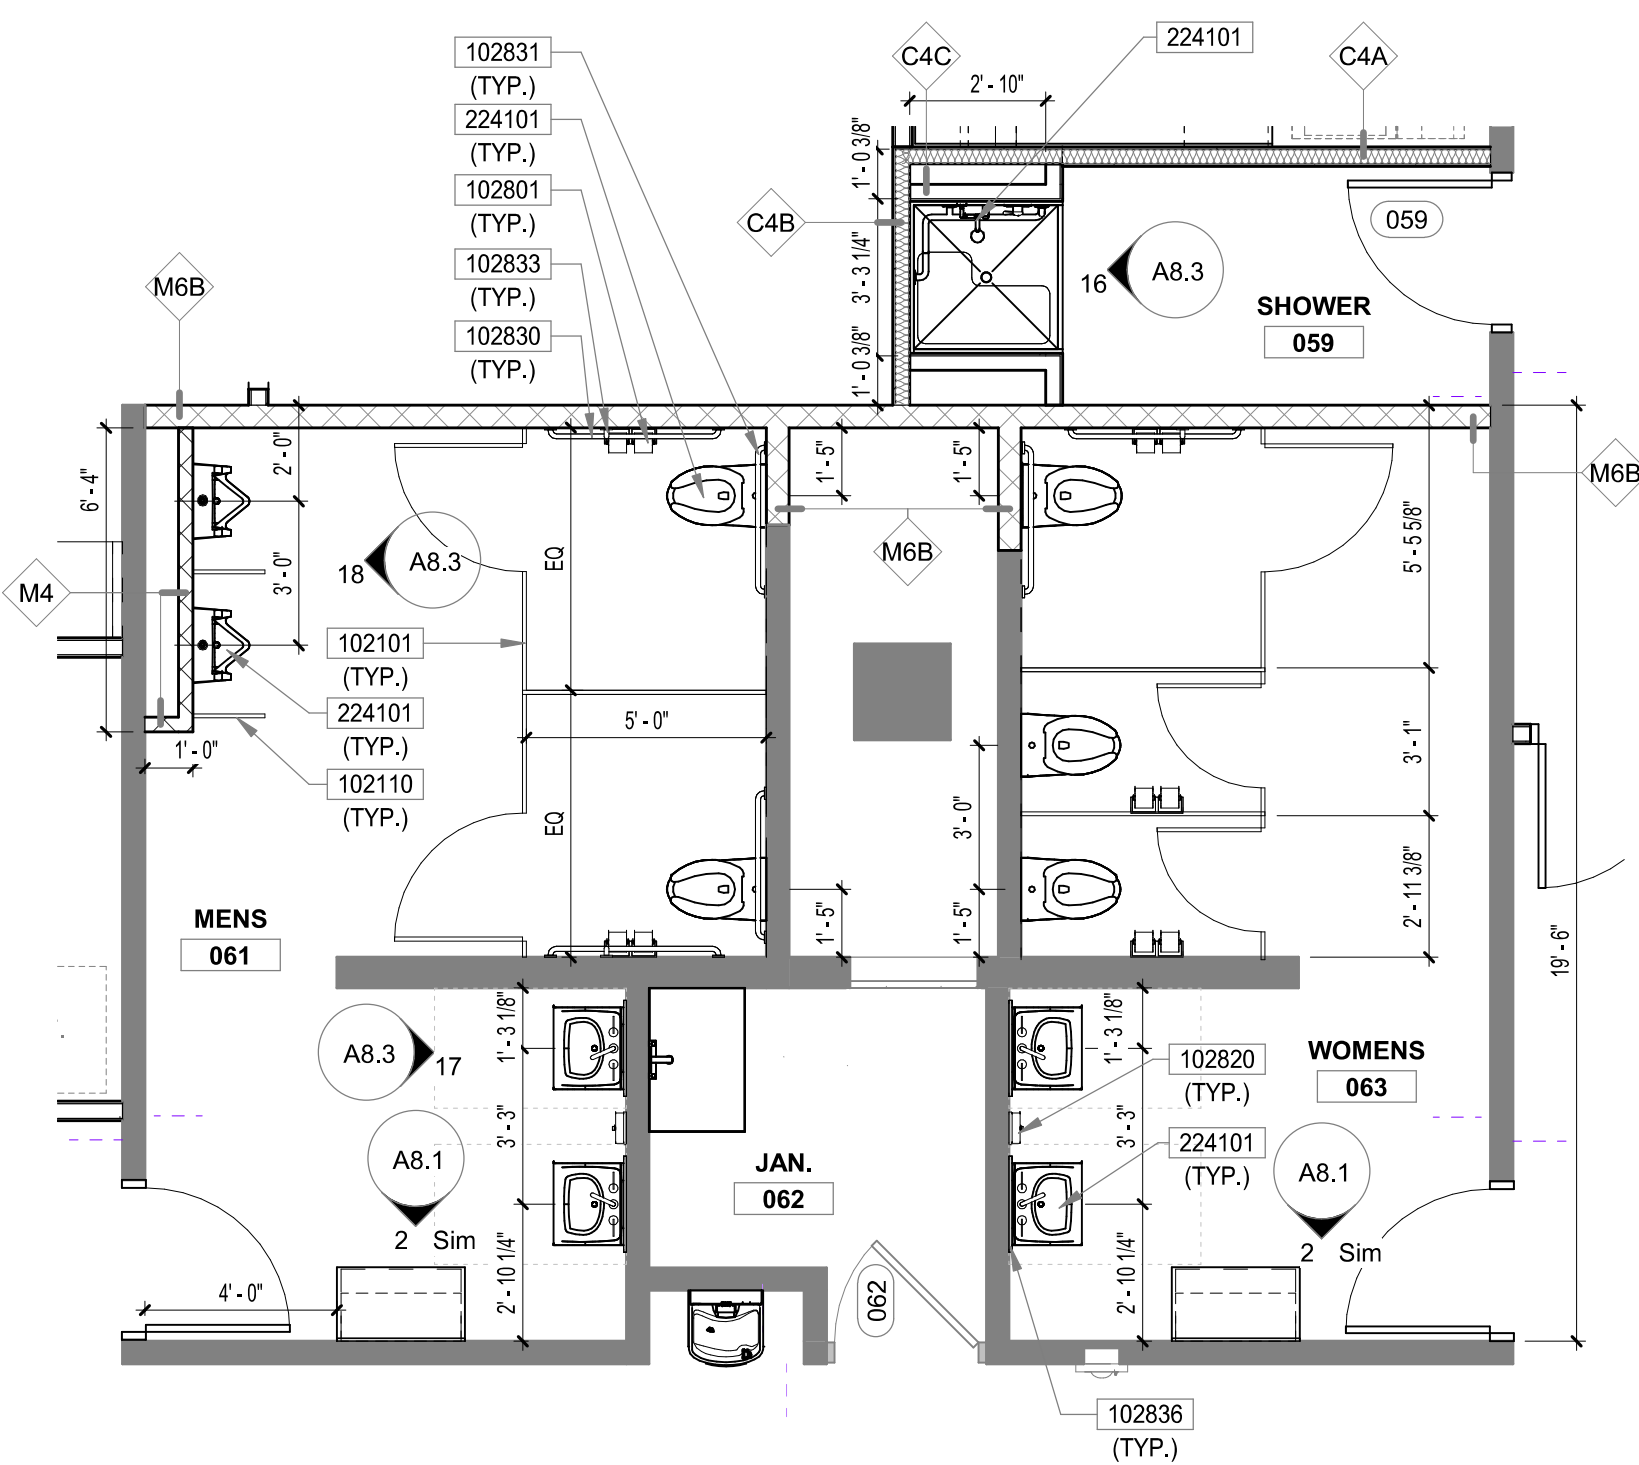 102831
(TYP.)
224101
(TYP.)
102801
(TYP.)
102833
(TYP.)
102830
(TYP.)
C4C
2' - 10"
224101
C4A
1' - 0 3/8"
C4B
3' - 3 1/4"
1' - 0 3/8"
16
A8.3
059
SHOWER
059
M6B
6' - 4"
2' - 0"
3' - 0"
M4
18
A8.3
EQ
1' - 5"
1' - 5"
M6B
5' - 5 5/8"
M6B
102101
(TYP.)
224101
(TYP.)
102110
(TYP.)
1' - 0"
5' - 0"
EQ
3' - 0"
3' - 1"
1' - 5"
1' - 5"
2' - 11 3/8"
19' - 6"
MENS
061
A8.3
17
1' - 3 1/8"
3' - 3"
2' - 10 1/4"
A8.1
2 Sim
4' - 0"
JAN.
062
062
1' - 3 1/8"
3' - 3"
2' - 10 1/4"
102820
(TYP.)
224101
(TYP.)
WOMENS
063
A8.1
2 Sim
102836
(TYP.)